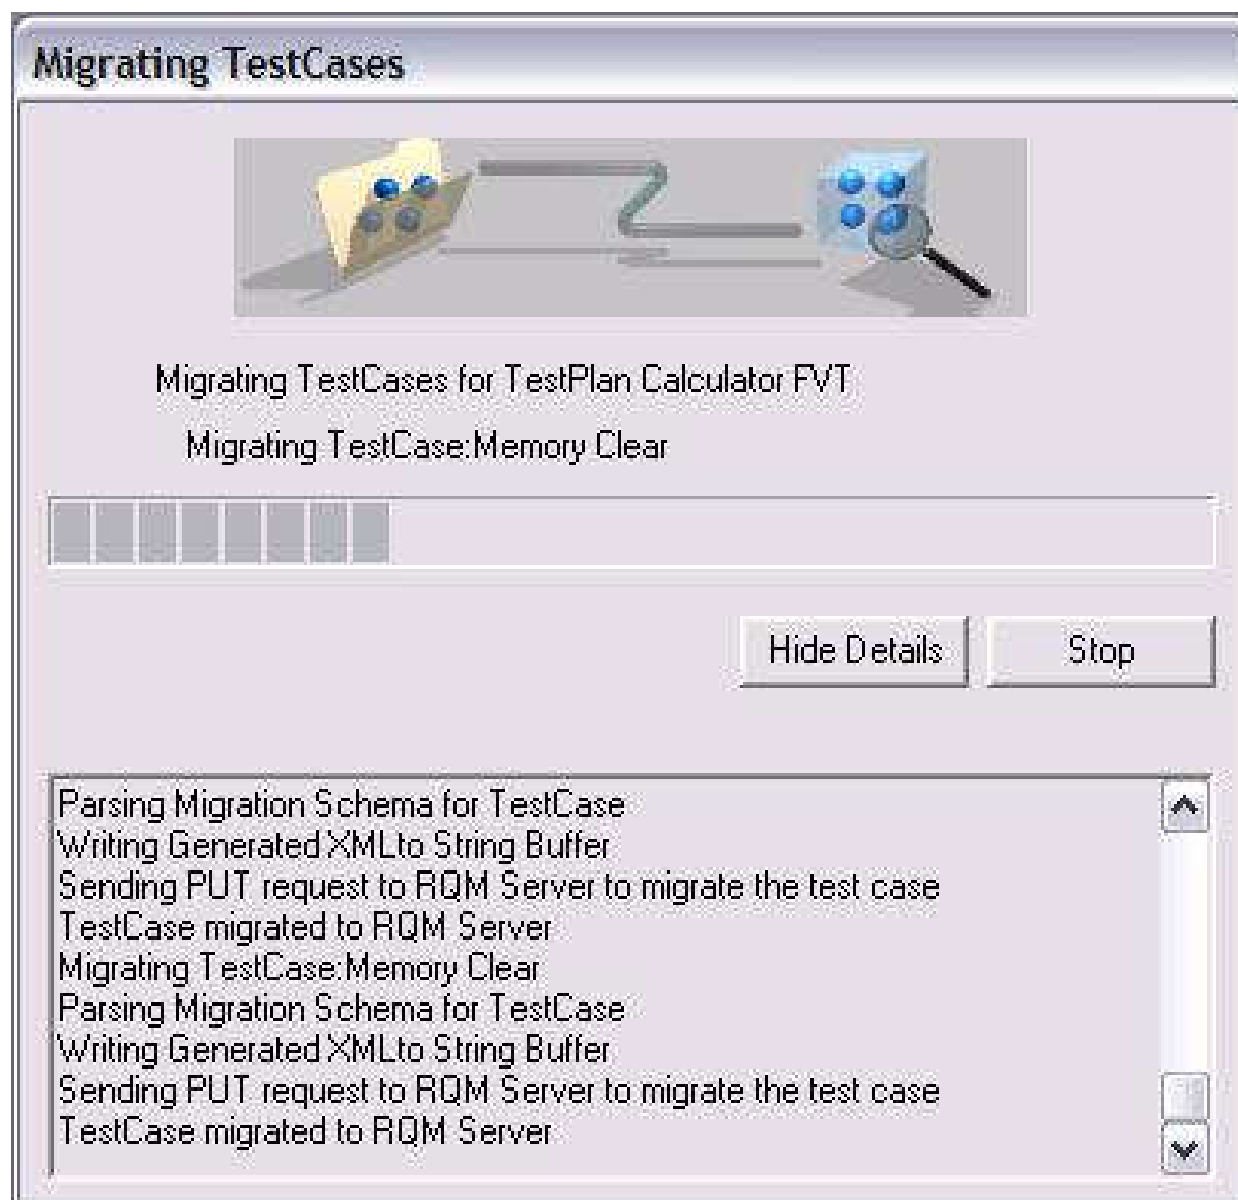 Migrating TestCases
Migrating TestCases for TestPlan Calculator FVT
Migrating TestCase:Memory Clear
Hide Details
Stop
Parsing Migration Schema for TestCase
Writing Generated XMLto String Buffer
Sending PUT request to RQM Server to migrate the test case
TestCase migrated to RQM Server
Migrating TestCase:Memory Clear
Parsing Migration Schema for TestCase
Writing Generated XMLto String Buffer
Sending PUT request to RQM Server to migrate the test case
TestCase migrated to RQM Server